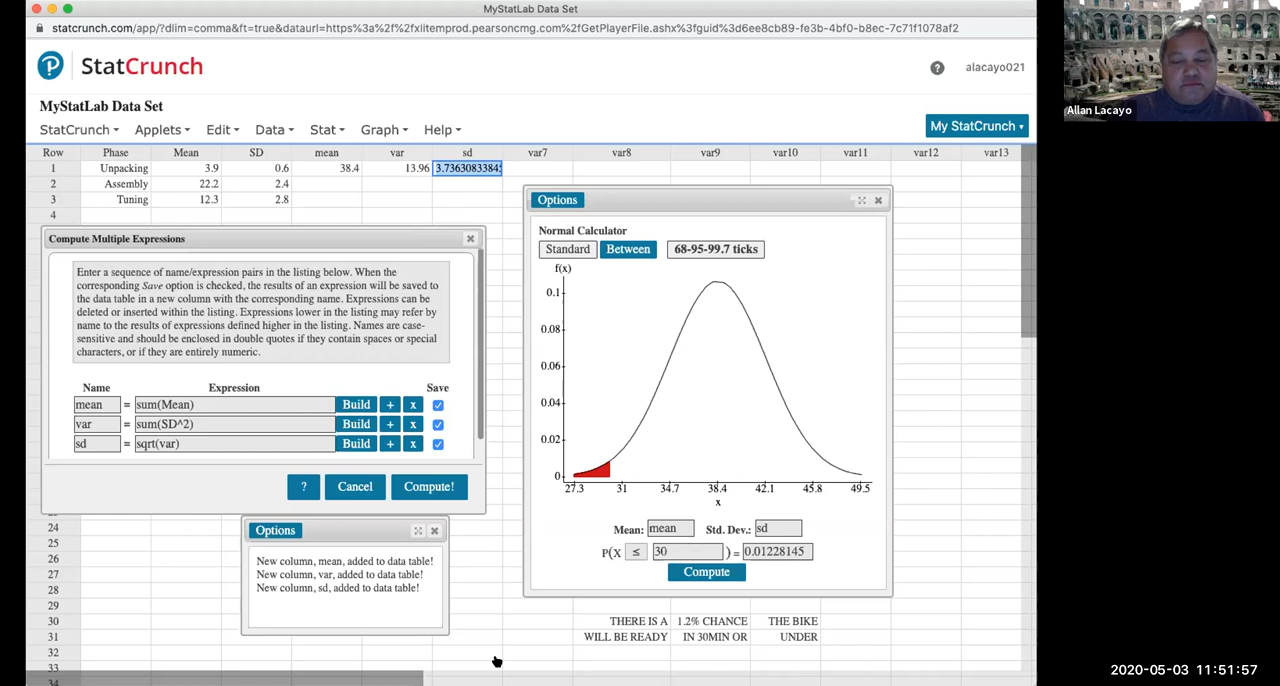 MyStatLab Data Set
statcrunch.com/app/?dlim=comma&ft=true&dataurl=https%3a%2f%2fxlitemprod.pearsoncmg.com%2fGetPlayerFile.ashx%3fguid%3d6ee8cb89-fe3b-4bf0-b8ec-7c71f1078af2
P StatCrunch
? alacayo021
Allan Lacayo
MyStatLab Data Set
StatCrunch Applets Edit Data Stat Graph Help
My StatCrunch
Row Phase Mean SD mean var sd var7 var8 var9 var10 var11 var12 var13
1 Unpacking 3.9 0.6 38.4 13.96 3.7363083384
2 Assembly 22.2 2.4
3 Tuning 12.3 2.8
4
Compute Multiple Expressions
Enter a sequence of name/expression pairs in the listing below. When the
corresponding Save option is checked, the results of an expression will be saved to
the data table in a new column with the corresponding name. Expressions can be
deleted or inserted within the listing. Expressions lower in the listing may refer by
name to the results of expressions defined higher in the listing. Names are case-
sensitive and should be enclosed in double quotes if they contain spaces or special
characters, or if they are entirely numeric.
Name Expression Save
mean = sum(Mean) Build + x
var = sum(SD^2) Build + x
sd = sqrt(var) Build + x
? Cancel Compute!
Options
Normal Calculator
Standard Between 68-95-99.7 ticks
f(x)
0.1
0.08
0.06
0.04
0.02
0
27.3 31 34.7 38.4 42.1 45.8 49.5
x
Mean: mean Std. Dev.: sd
P(X ≤ 30 ) = 0.01228145
Compute
Options
New column, mean, added to data table!
New column, var, added to data table!
New column, sd, added to data table!
24
25
26
27
28
29
30 THERE IS A 1.2% CHANCE THE BIKE
31 WILL BE READY IN 30MIN OR UNDER
32
33
34
2020-05-03 11:51:57